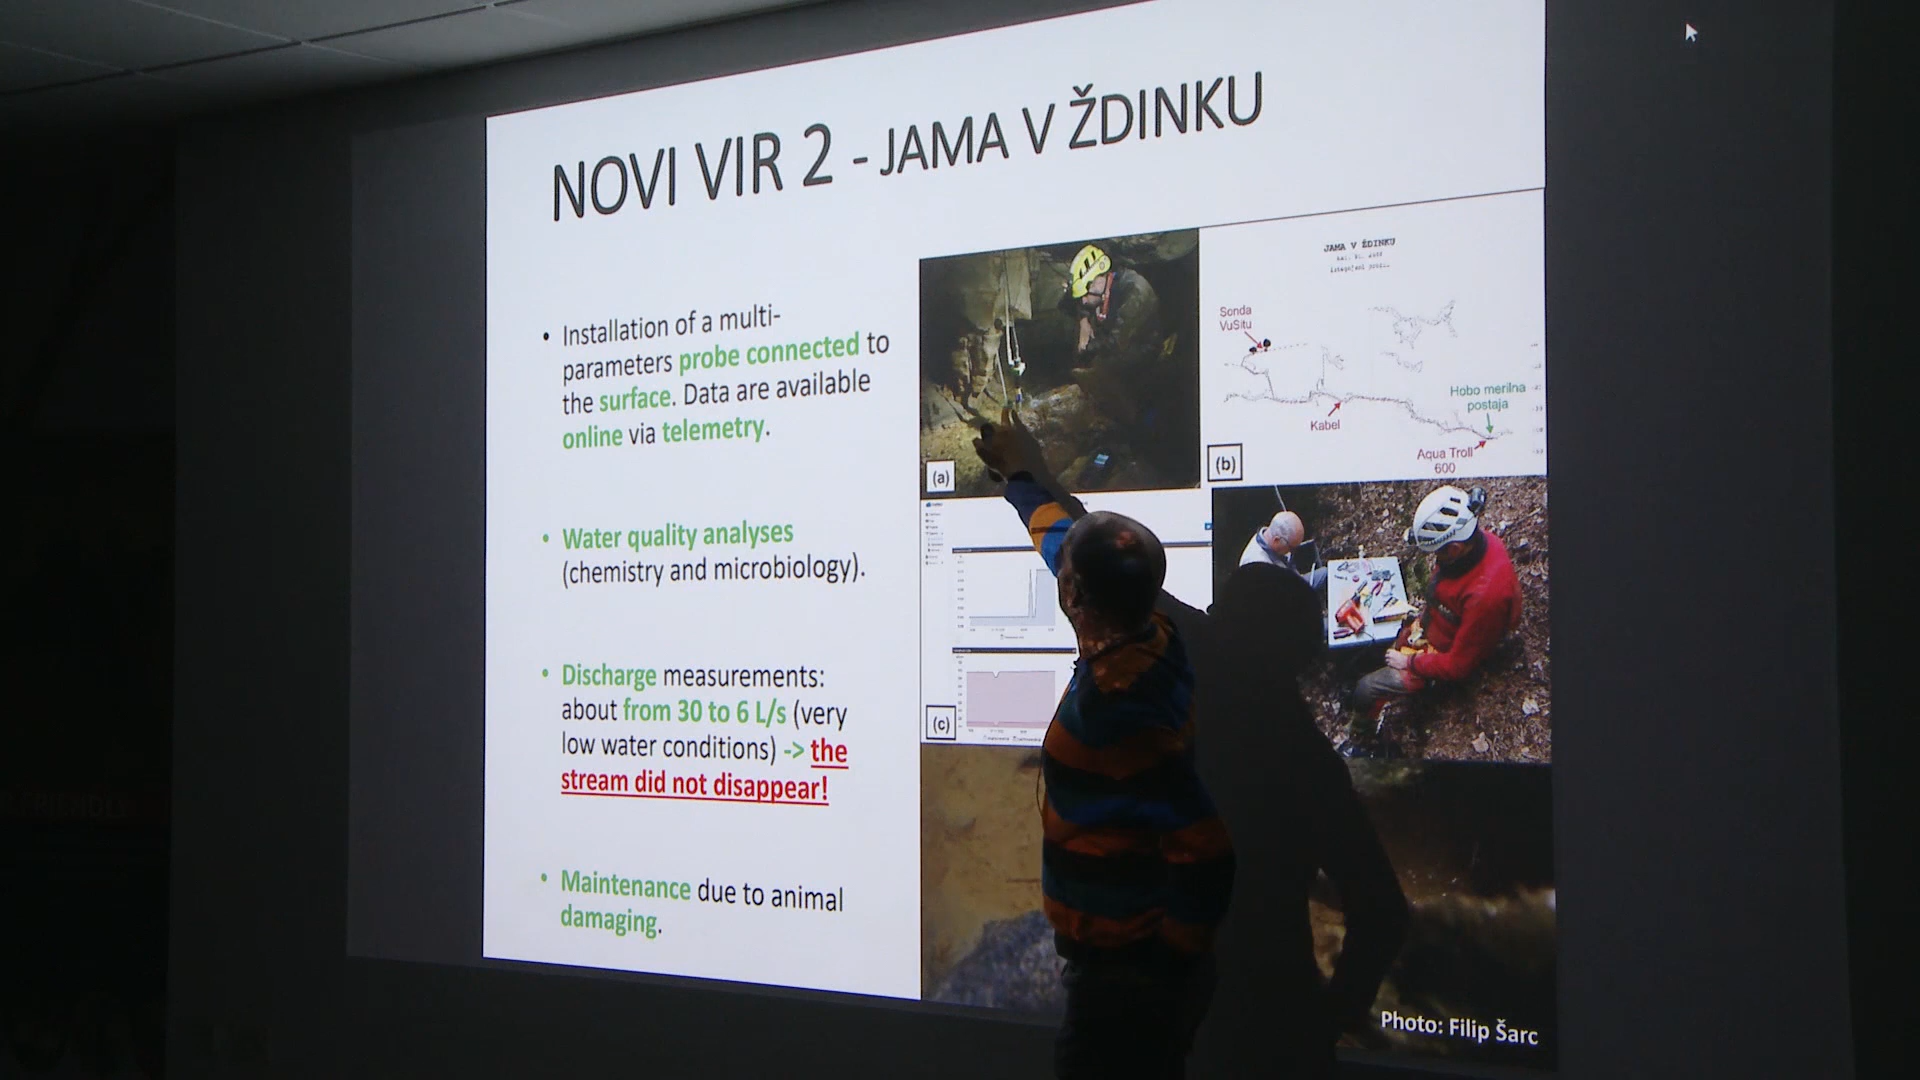 NOVI VIR 2 - JAMA V ŽDINKU
• Installation of a multi-
parameters probe connected to
the surface. Data are available
online via telemetry.
• Water quality analyses
(chemistry and microbiology).
• Discharge measurements:
about from 30 to 6 L/s (very
low water conditions) -> the
stream did not disappear!
• Maintenance due to animal
damaging.
(a)
JAMA V ŽDINKU
Sonda
VuSitu
Kabel
Hobo merilna
postaja
Aqua Troll
600
(b)
(c)
Photo: Filip Šarc